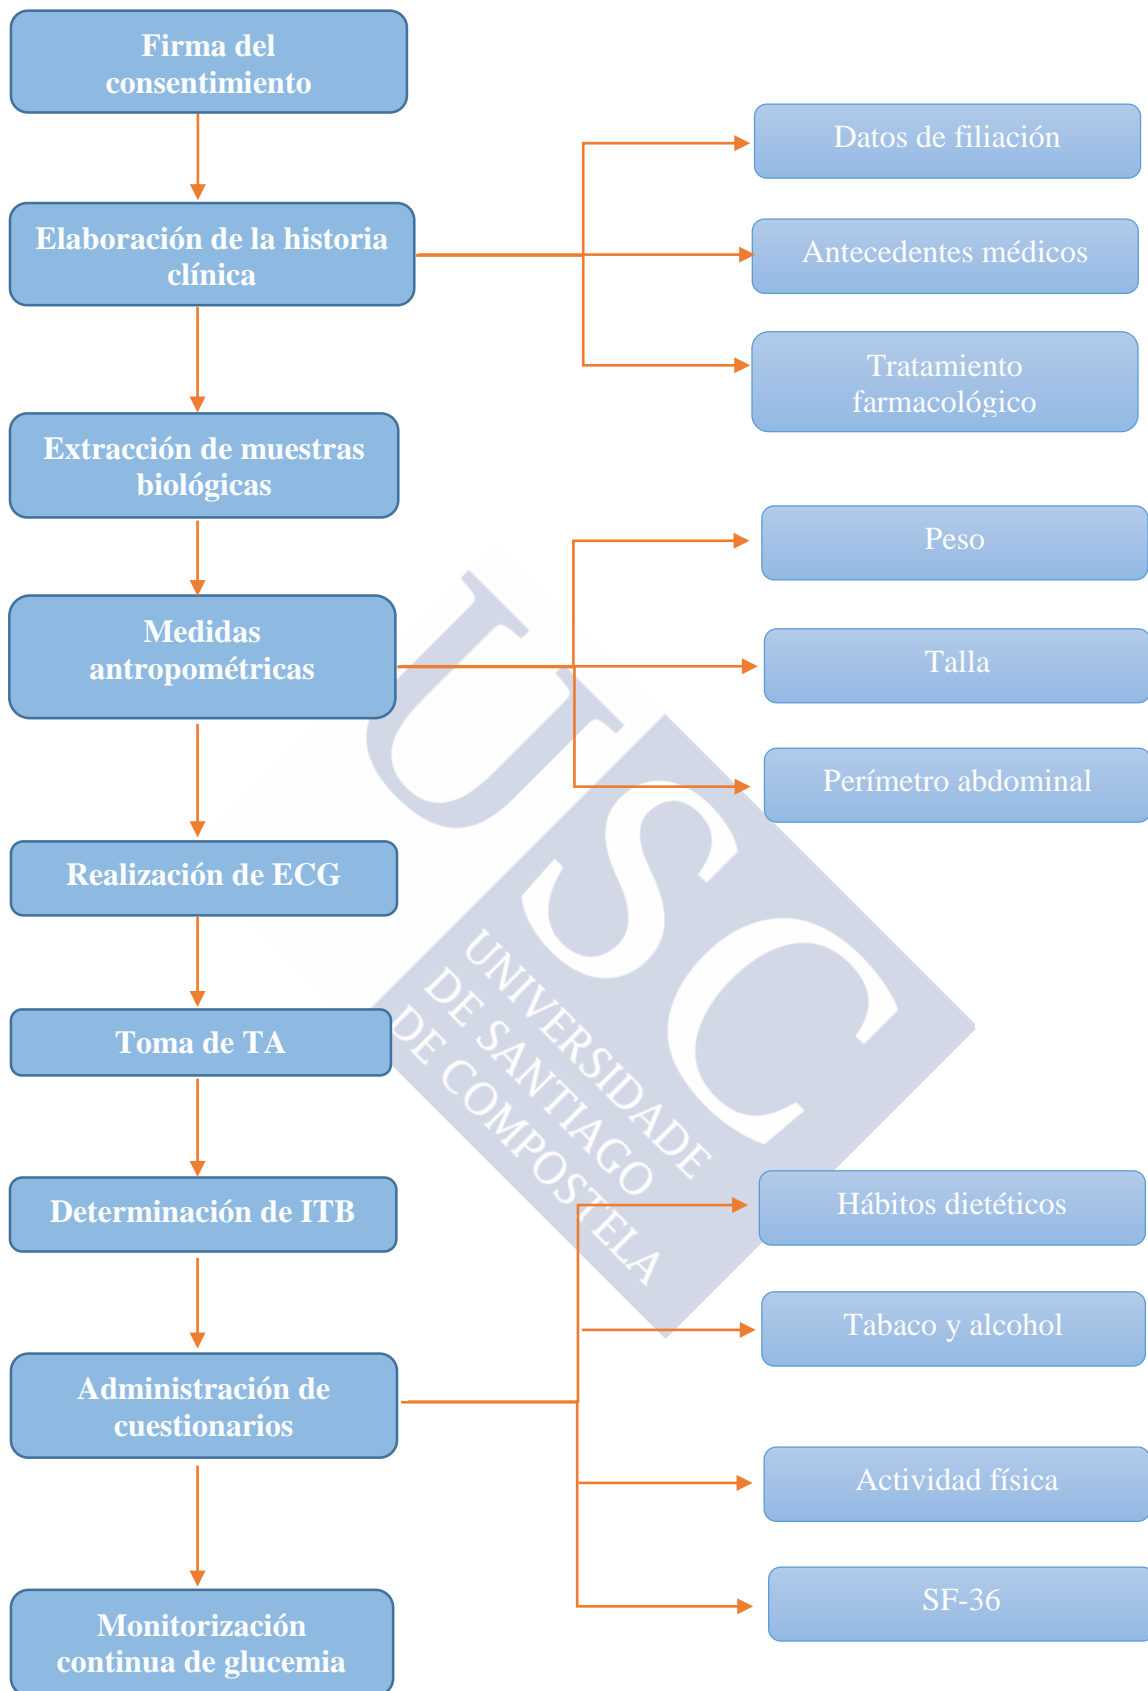 Firma del
consentimiento
Datos de filiación
Elaboración de la historia
clínica
Antecedentes médicos
Tratamiento
farmacológico
Extracción de muestras
biológicas
Medidas
antropométricas
Peso
Talla
Perímetro abdominal
Realización de ECG
Toma de TA
Determinación de ITB
Administración de
cuestionarios
Hábitos dietéticos
Tabaco y alcohol
Actividad física
SF-36
Monitorización
continua de glucemia
USC
UNIVERSIDADE
DE SANTIAGO
DE COMPOSTELA